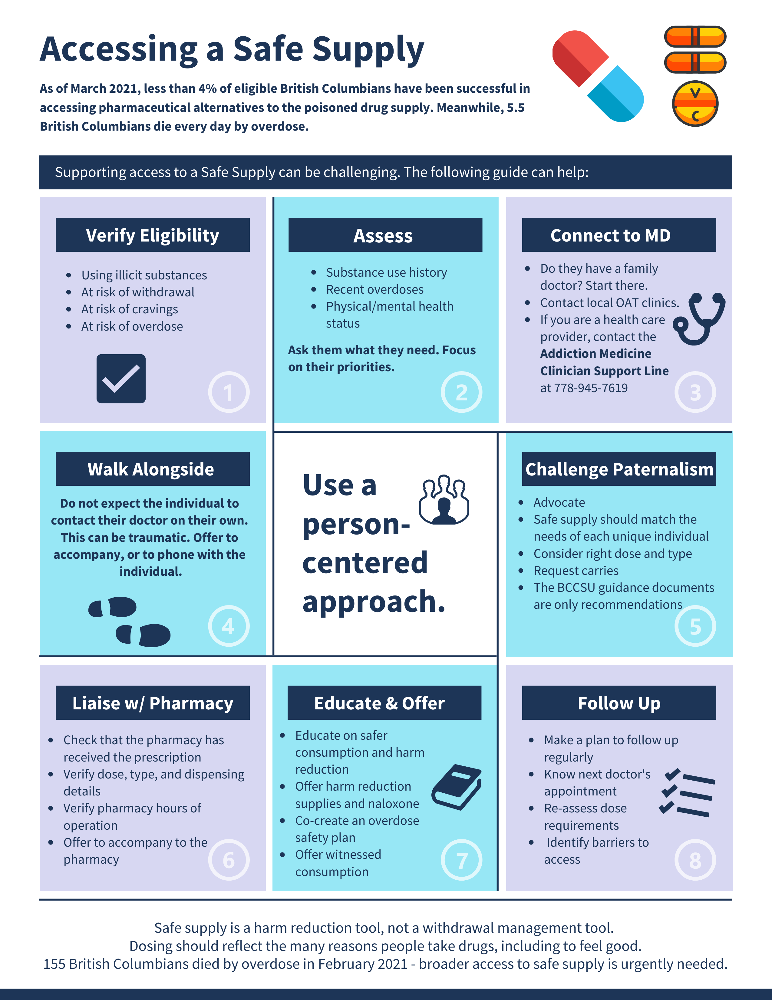 Accessing a Safe Supply
As of March 2021, less than 4% of eligible British Columbians have been successful in
accessing pharmaceutical alternatives to the poisoned drug supply. Meanwhile, 5.5
British Columbians die every day by overdose.
Supporting access to a Safe Supply can be challenging. The following guide can help:
Verify Eligibility
• Using illicit substances
• At risk of withdrawal
• At risk of cravings
• At risk of overdose
1
Assess
• Substance use history
• Recent overdoses
• Physical/mental health
status
Ask them what they need. Focus
on their priorities.
2
Connect to MD
• Do they have a family
doctor? Start there.
• Contact local OAT clinics.
• If you are a health care
provider, contact the
Addiction Medicine
Clinician Support Line
at 778-945-7619
3
Walk Alongside
Do not expect the individual to
contact their doctor on their own.
This can be traumatic. Offer to
accompany, or to phone with the
individual.
4
Use a
person-
centered
approach.
Challenge Paternalism
• Advocate
• Safe supply should match the
needs of each unique individual
• Consider right dose and type
• Request carries
• The BCCSU guidance documents
are only recommendations
5
Liaise w/ Pharmacy
• Check that the pharmacy has
received the prescription
• Verify dose, type, and dispensing
details
• Verify pharmacy hours of
operation
• Offer to accompany to the
pharmacy
6
Educate & Offer
• Educate on safer
consumption and harm
reduction
• Offer harm reduction
supplies and naloxone
• Co-create an overdose
safety plan
• Offer witnessed
consumption
7
Follow Up
• Make a plan to follow up
regularly
• Know next doctor's
appointment
• Re-assess dose
requirements
• Identify barriers to
access
8
Safe supply is a harm reduction tool, not a withdrawal management tool.
Dosing should reflect the many reasons people take drugs, including to feel good.
155 British Columbians died by overdose in February 2021 - broader access to safe supply is urgently needed.